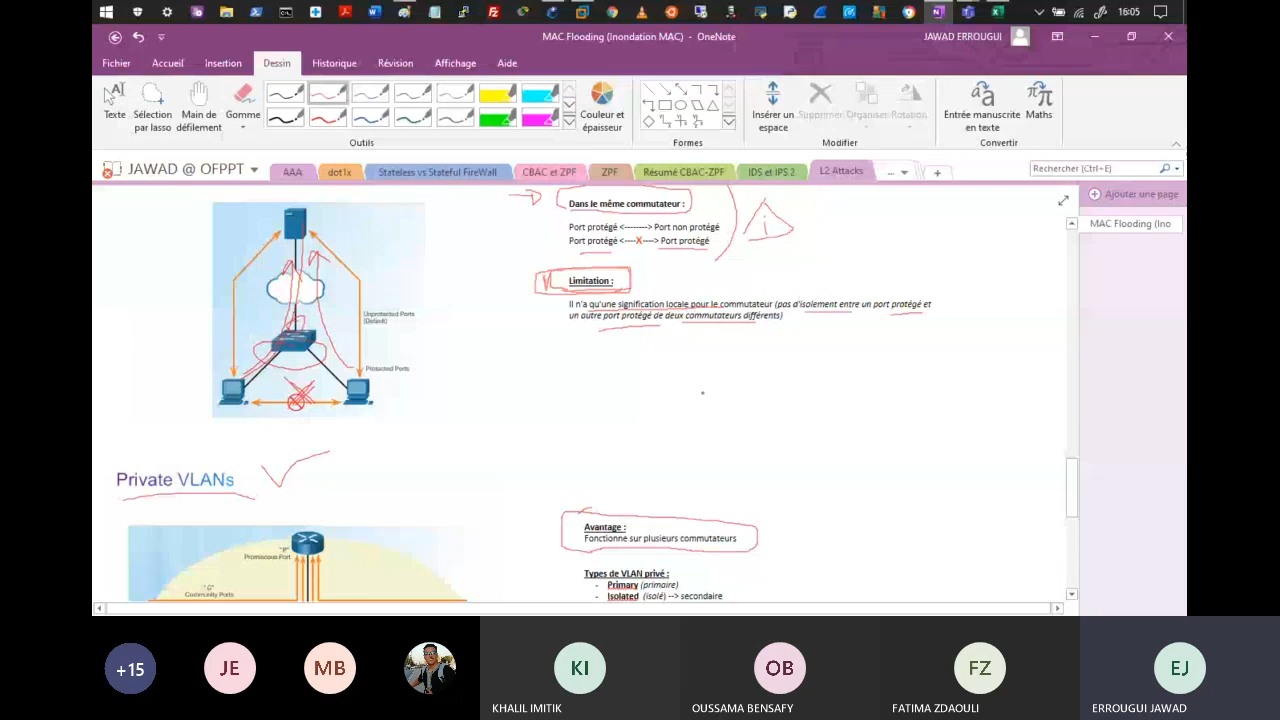 16:05
MAC Flooding (Inondation MAC) - OneNote
JAWAD ERROUGUI
Fichier Accueil Insertion Dessin Historique Révision Affichage Aide
Texte
Sélection par lasso
Main de défilement
Gomme
Couleur et épaisseur
Insérer un espace
Supprimer
Organiser
Rotation
Entrée manuscrite en texte
Maths
Outils
Formes
Modifier
Convertir
JAWAD @ OFPPT
AAA
dot1x
Stateless vs Stateful FireWall
CBAC et ZPF
ZPF
Résumé CBAC-ZPF
IDS et IPS 2
L2 Attacks
...
Rechercher (Ctrl+E)
Ajouter une page
MAC Flooding (Ino
Dans le même commutateur :
Port protégé <--------> Port non protégé
Port protégé <----X----> Port protégé
i
Limitation :
Il n'a qu'une signification locale pour le commutateur (pas d'isolement entre un port protégé et
un autre port protégé de deux commutateurs différents)
Unprotected Ports
(Default)
Protected Ports
Private VLANs
"P"
Promiscous Port
"C"
Community Ports
Avantage :
Fonctionne sur plusieurs commutateurs
Types de VLAN privé :
- Primary (primaire)
- Isolated (isolé) --> secondaire
+15
JE
MB
KI
KHALIL IMITIK
OB
OUSSAMA BENSAFY
FZ
FATIMA ZDAOULI
EJ
ERROUGUI JAWAD